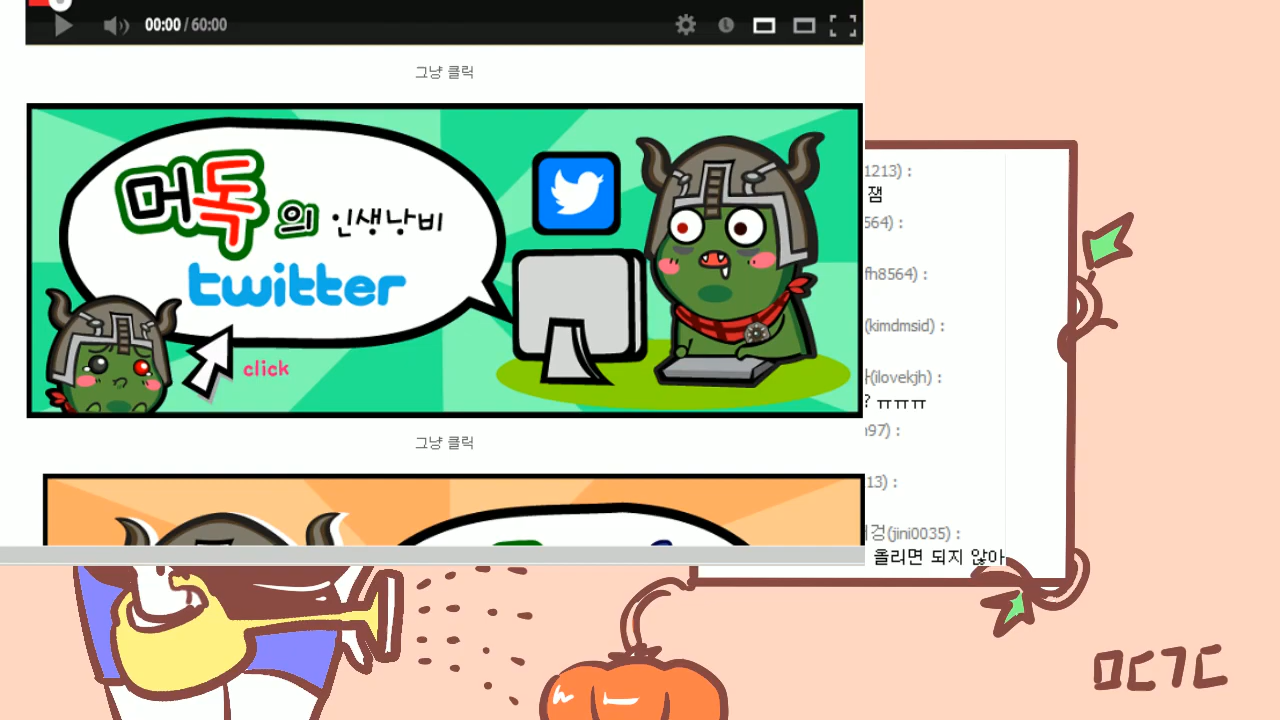 00:00 / 60:00
그냥 클릭
머독의 인생낭비
twitter
click
그냥 클릭
1213) :
잼
564) :
fh8564) :
(kimdmsid) :
(ilovekjh) :
? ㅠㅠㅠ
97) :
13) :
(jini0035) :
올리면 되지 않아
ㅁㄷㄱㄷ